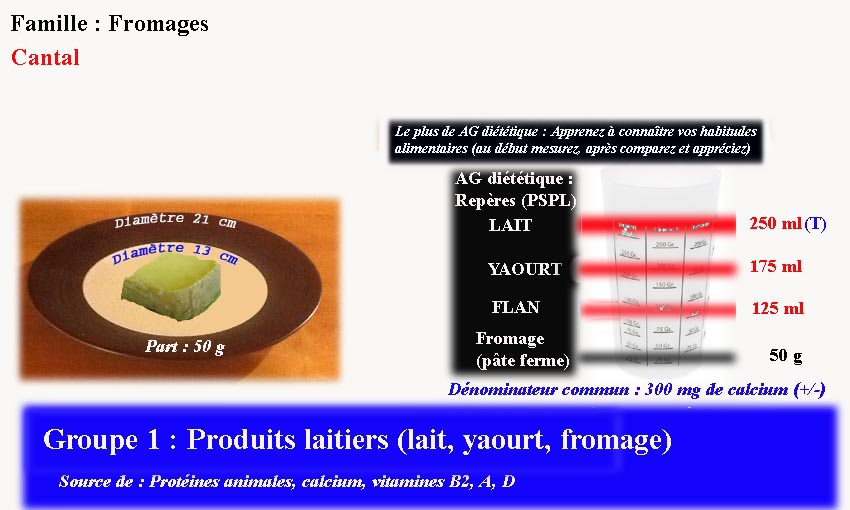 Famille : Fromages
Cantal
Le plus de AG diététique : Apprenez à connaître vos habitudes
alimentaires (au début mesurez, après comparez et appréciez)
AG diététique :
Repères (PSPL)
LAIT
250 ml (T)
YAOURT
175 ml
FLAN
125 ml
Fromage
(pâte ferme)
50 g
Diamètre 21 cm
Diamètre 13 cm
Part : 50 g
Dénominateur commun : 300 mg de calcium (+/-)
Groupe 1 : Produits laitiers (lait, yaourt, fromage)
Source de : Protéines animales, calcium, vitamines B2, A, D